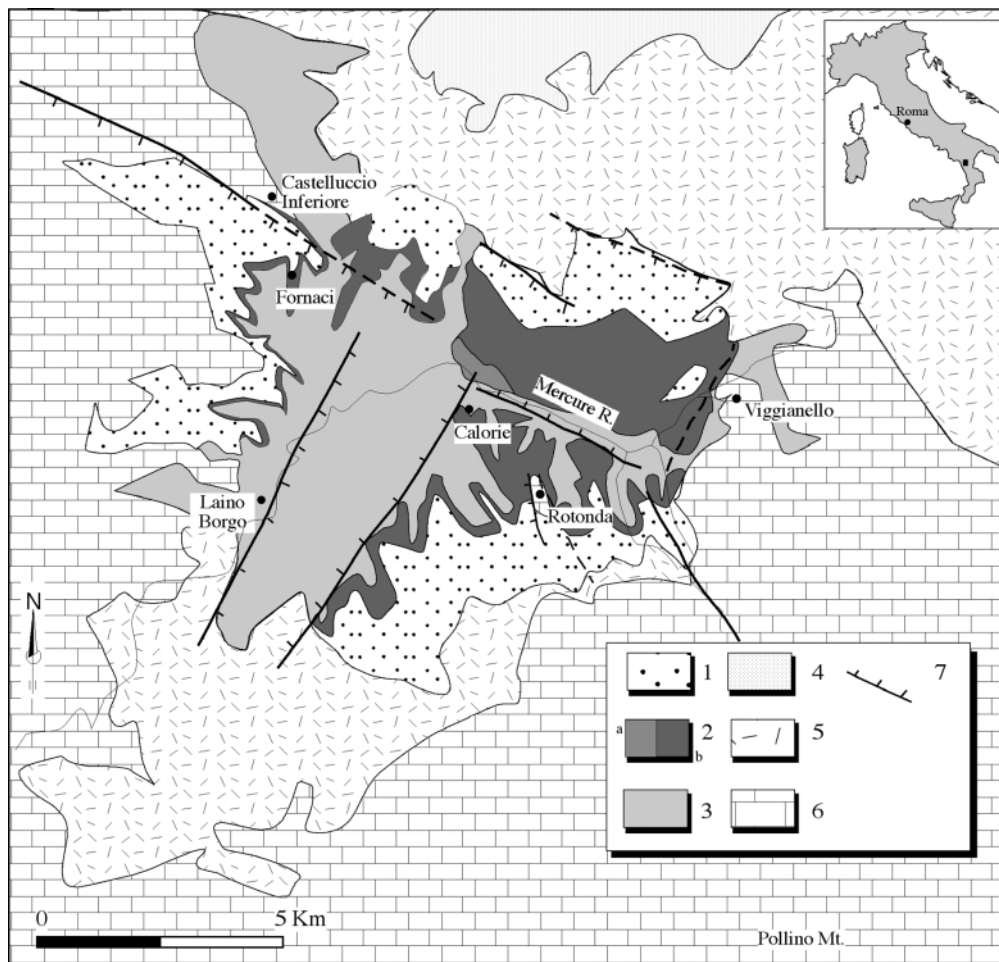 Roma
Castelluccio
Inferiore
Fornaci
Mercure R.
Viggianello
Calorie
Laino
Borgo
Rotonda
N
1
4
7
a
2
b
5
3
6
0
5 Km
Pollino Mt.